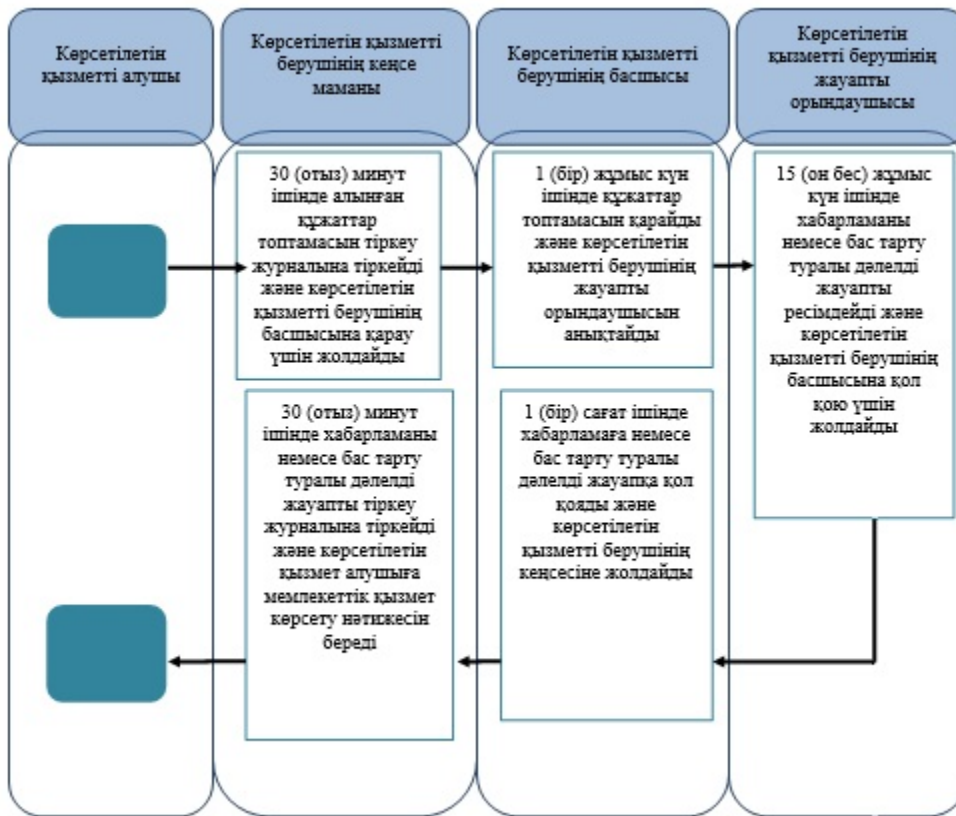 Көрсетілетін
қызметті алушы
Көрсетілетін қызметті
берушінің кеңсе
маманы
Көрсетілетін қызметті
берушінің басшысы
Көрсетілетін
қызметті берушінің
жауапты
орындаушысы
30 (отыз) минут
ішінде алынған
құжаттар
топтамасын тіркеу
журналына тіркейді
және көрсетілетін
қызметті берушінің
басшысына қарау
үшін жолдайды
1 (бір) жұмыс күн
ішінде құжаттар
топтамасын қарайды
және көрсетілетін
қызметті берушінің
жауапты
орындаушысын
анықтайды
15 (он бес) жұмыс
күн ішінде
хабарламаны
немесе бас тарту
туралы дәлелді
жауапты
ресімдейді және
көрсетілетін
қызметті берушінің
басшысына қол
қою үшін
жолдайды
1 (бір) сағат ішінде
хабарламаға немесе
бас тарту туралы
дәлелді жауапқа қол
қояды және
көрсетілетін
қызметті берушінің
кеңсесіне жолдайды
30 (отыз) минут
ішінде хабарламаны
немесе бас тарту
туралы дәлелді
жауапты тіркеу
журналына тіркейді
және көрсетілетін
қызмет алушыға
мемлекеттік қызмет
көрсету нәтижесін
береді